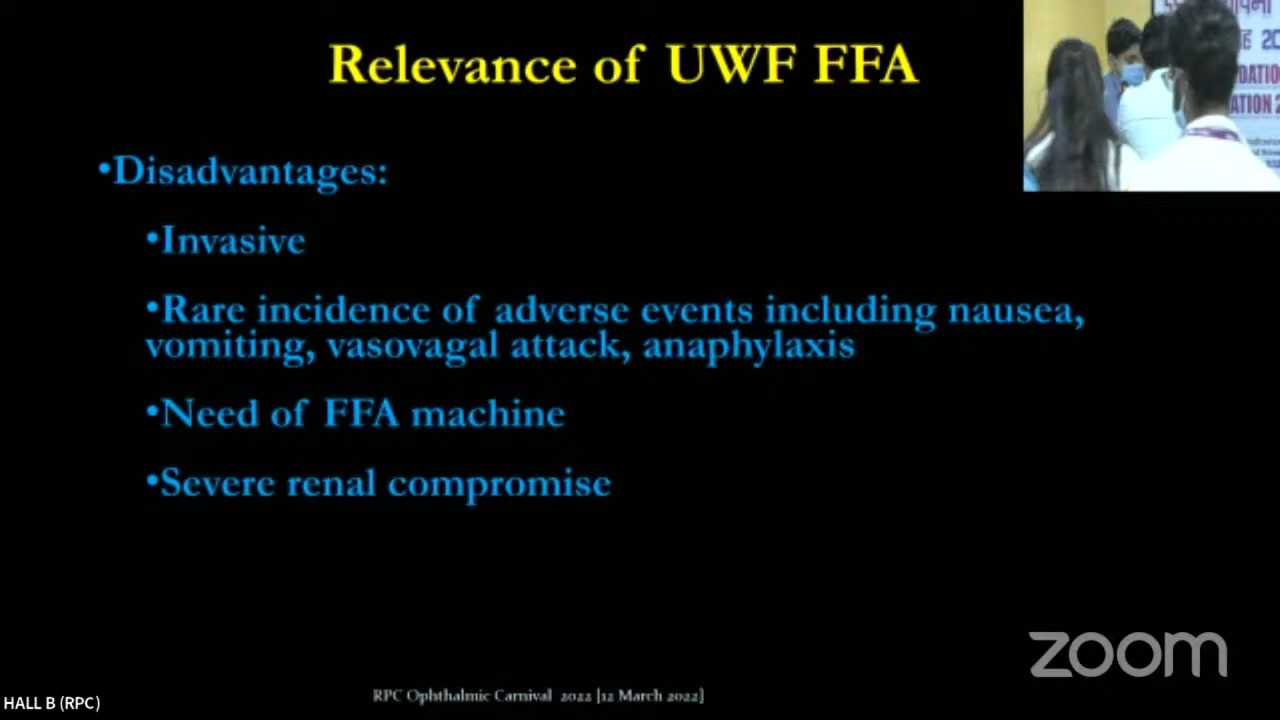 Relevance of UWF FFA
•Disadvantages:
•Invasive
•Rare incidence of adverse events including nausea,
vomiting, vasovagal attack, anaphylaxis
•Need of FFA machine
•Severe renal compromise
zoom
HALL B (RPC)
RPC Ophthalmic Carnival 2022 [12 March 2022]